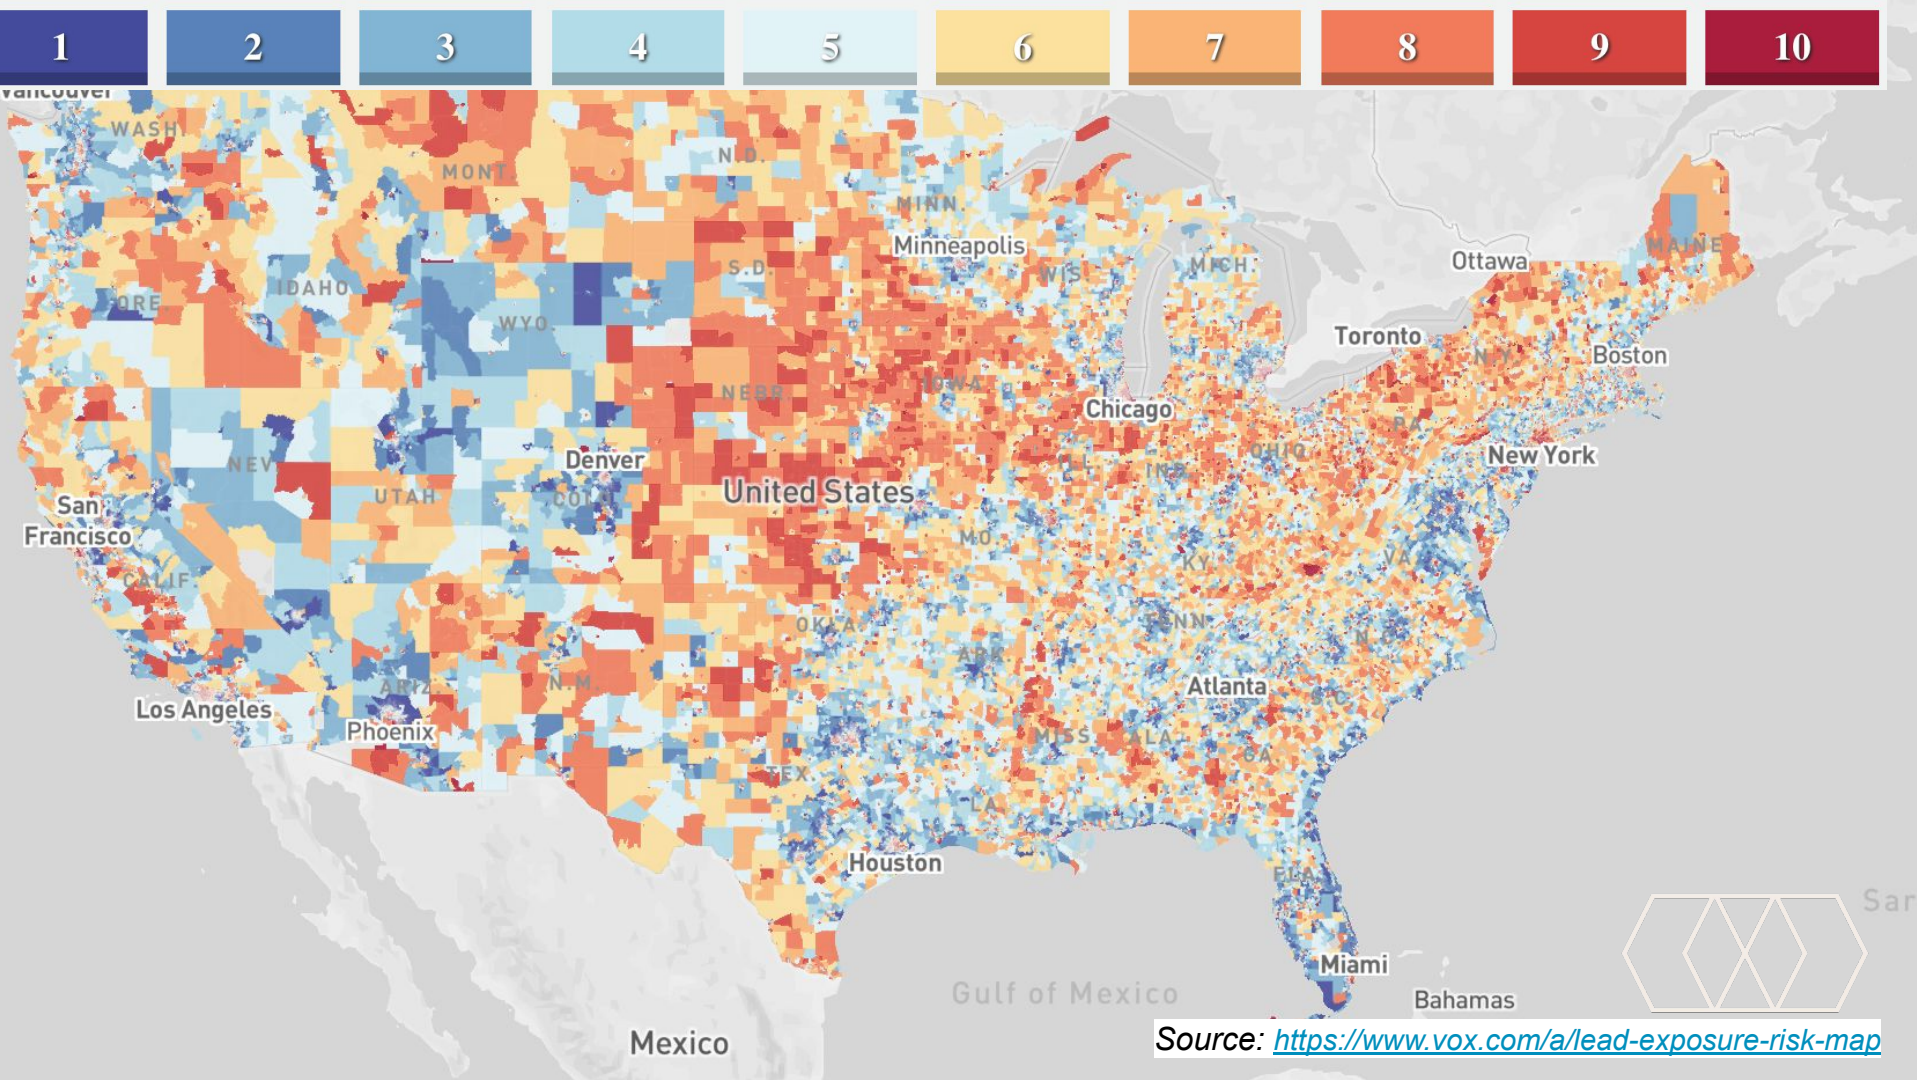 1 2 3 4 5 6 7 8 9 10
Vancouver
WASH.
MONT.
N.D.
MINN.
Minneapolis
Ottawa
MAINE
S.D.
WIS.
MICH.
IDAHO
ORE.
WYO.
Toronto
N.Y.
Boston
NEBR.
IOWA
Chicago
PA.
NEV.
Denver
ILL.
IND.
OHIO
New York
UTAH
COLO.
United States
San
Francisco
MO.
KY.
VA.
CALIF.
OKLA.
TENN.
N.C.
ARK.
ARIZ.
N.M.
Atlanta
S.C.
Los Angeles
Phoenix
MISS.
ALA.
GA.
TEX.
LA.
Houston
FLA.
Sar
Miami
Gulf of Mexico
Bahamas
Mexico
Source: https://www.vox.com/a/lead-exposure-risk-map